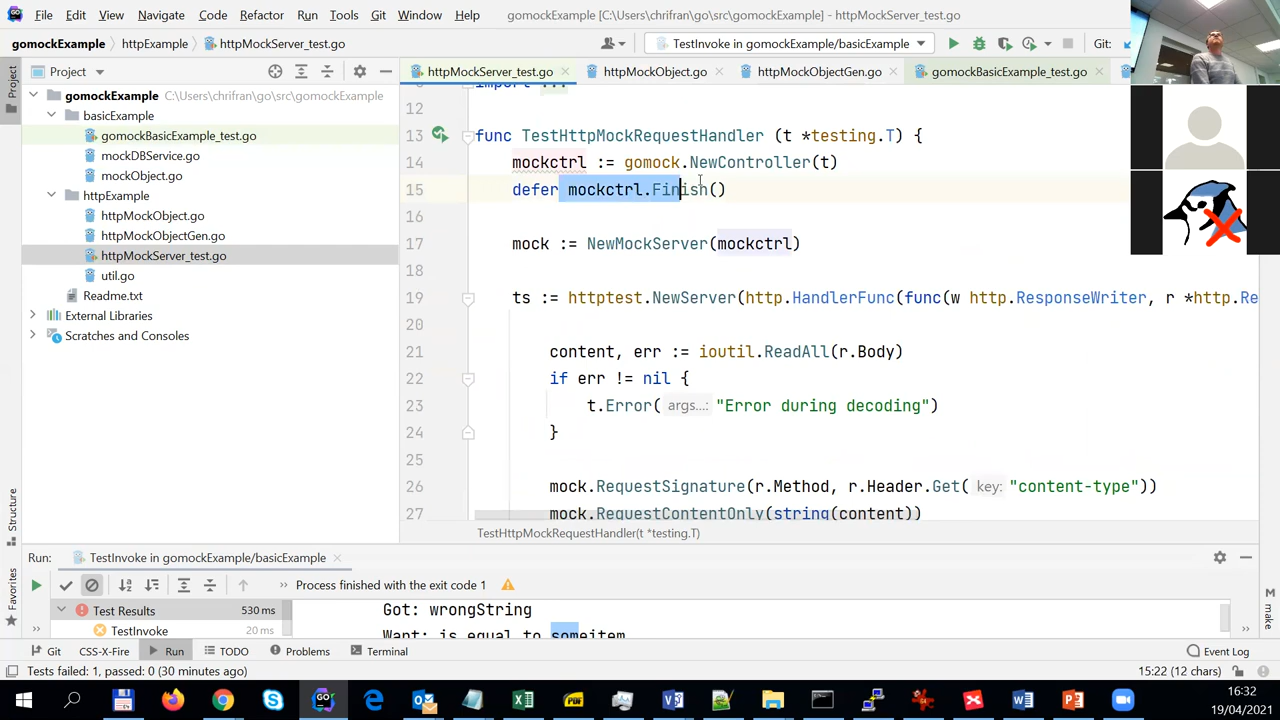 File Edit View Navigate Code Refactor Run Tools Git Window Help gomockExample [C:\Users\chrifran\go\src\gomockExample] - httpMockServer_test.go
gomockExample httpExample httpMockServer_test.go TestInvoke in gomockExample/basicExample Git:
Project
Project
httpMockServer_test.go httpMockObject.go httpMockObjectGen.go gomockBasicExample_test.go
gomockExample C:\Users\chrifran\go\src\gomockExample
basicExample
gomockBasicExample_test.go
mockDBService.go
mockObject.go
httpExample
httpMockObject.go
httpMockObjectGen.go
httpMockServer_test.go
util.go
Readme.txt
External Libraries
Scratches and Consoles
import ...
12
13 func TestHttpMockRequestHandler (t *testing.T) {
14 mockctrl := gomock.NewController(t)
15 defer mockctrl.Finish()
16
17 mock := NewMockServer(mockctrl)
18
19 ts := httptest.NewServer(http.HandlerFunc(func(w http.ResponseWriter, r *http.Re
20
21 content, err := ioutil.ReadAll(r.Body)
22 if err != nil {
23 t.Error( args...: "Error during decoding")
24 }
25
26 mock.RequestSignature(r.Method, r.Header.Get( key: "content-type"))
27 mock.RequestContentOnly(string(content))
TestHttpMockRequestHandler(t *testing.T)
Structure
Favorites
make
Run: TestInvoke in gomockExample/basicExample
Process finished with the exit code 1
Test Results 530 ms
TestInvoke 20 ms
Got: wrongString
Want: is equal to someitem
Git CSS-X-Fire Run TODO Problems Terminal Event Log
Tests failed: 1, passed: 0 (30 minutes ago) 15:22 (12 chars)
16:32
19/04/2021